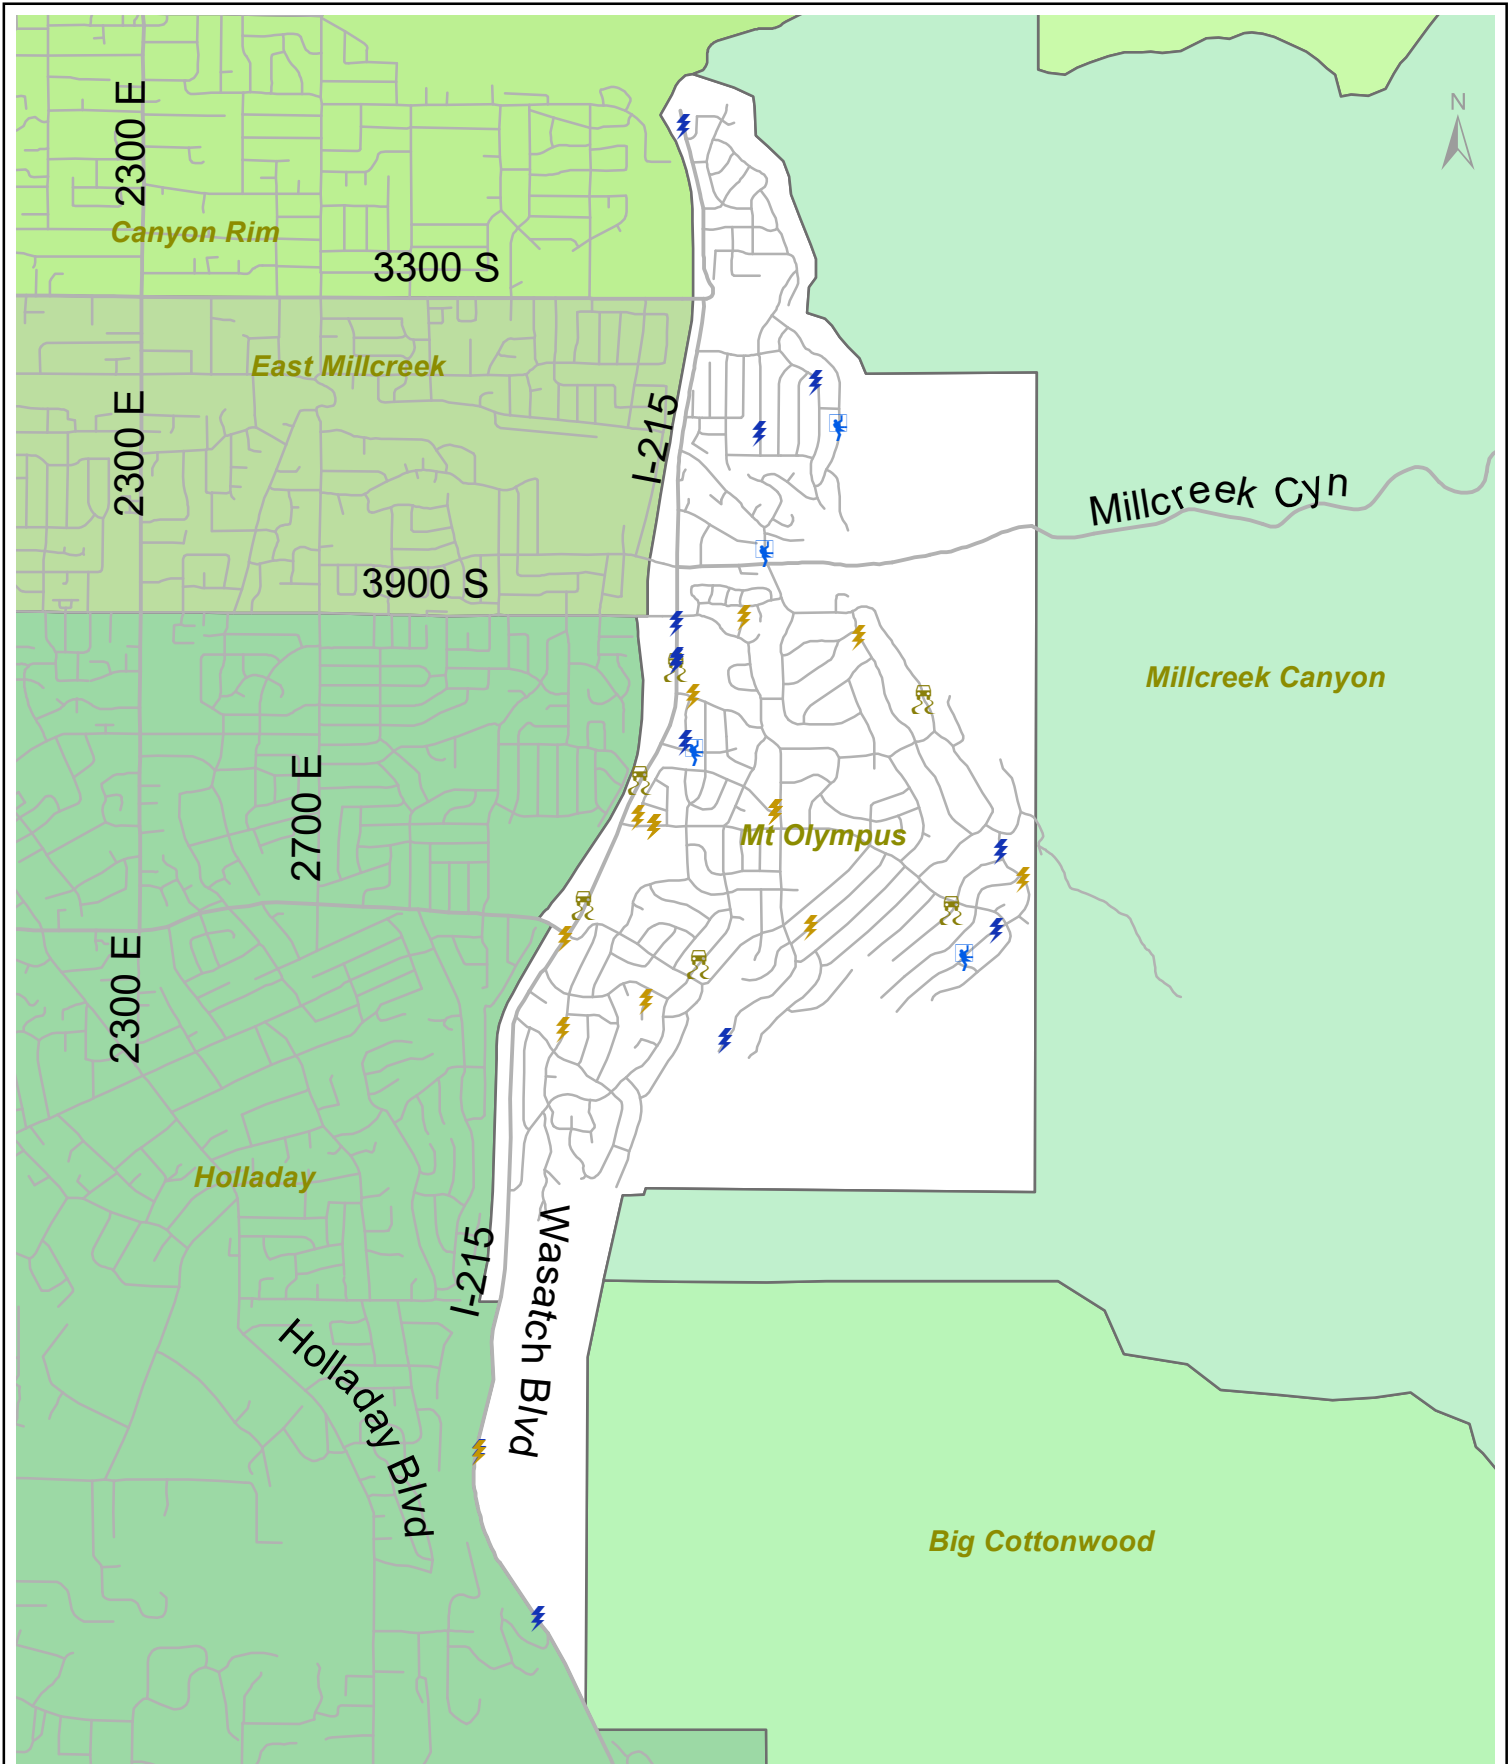 N
2300 E
Canyon Rim
3300 S
East Millcreek
2300 E
I-215
Millcreek Cyn
3900 S
Millcreek Canyon
2700 E
Mt Olympus
2300 E
Holladay
I-215
Wasatch Blvd
Holladay Blvd
Big Cottonwood